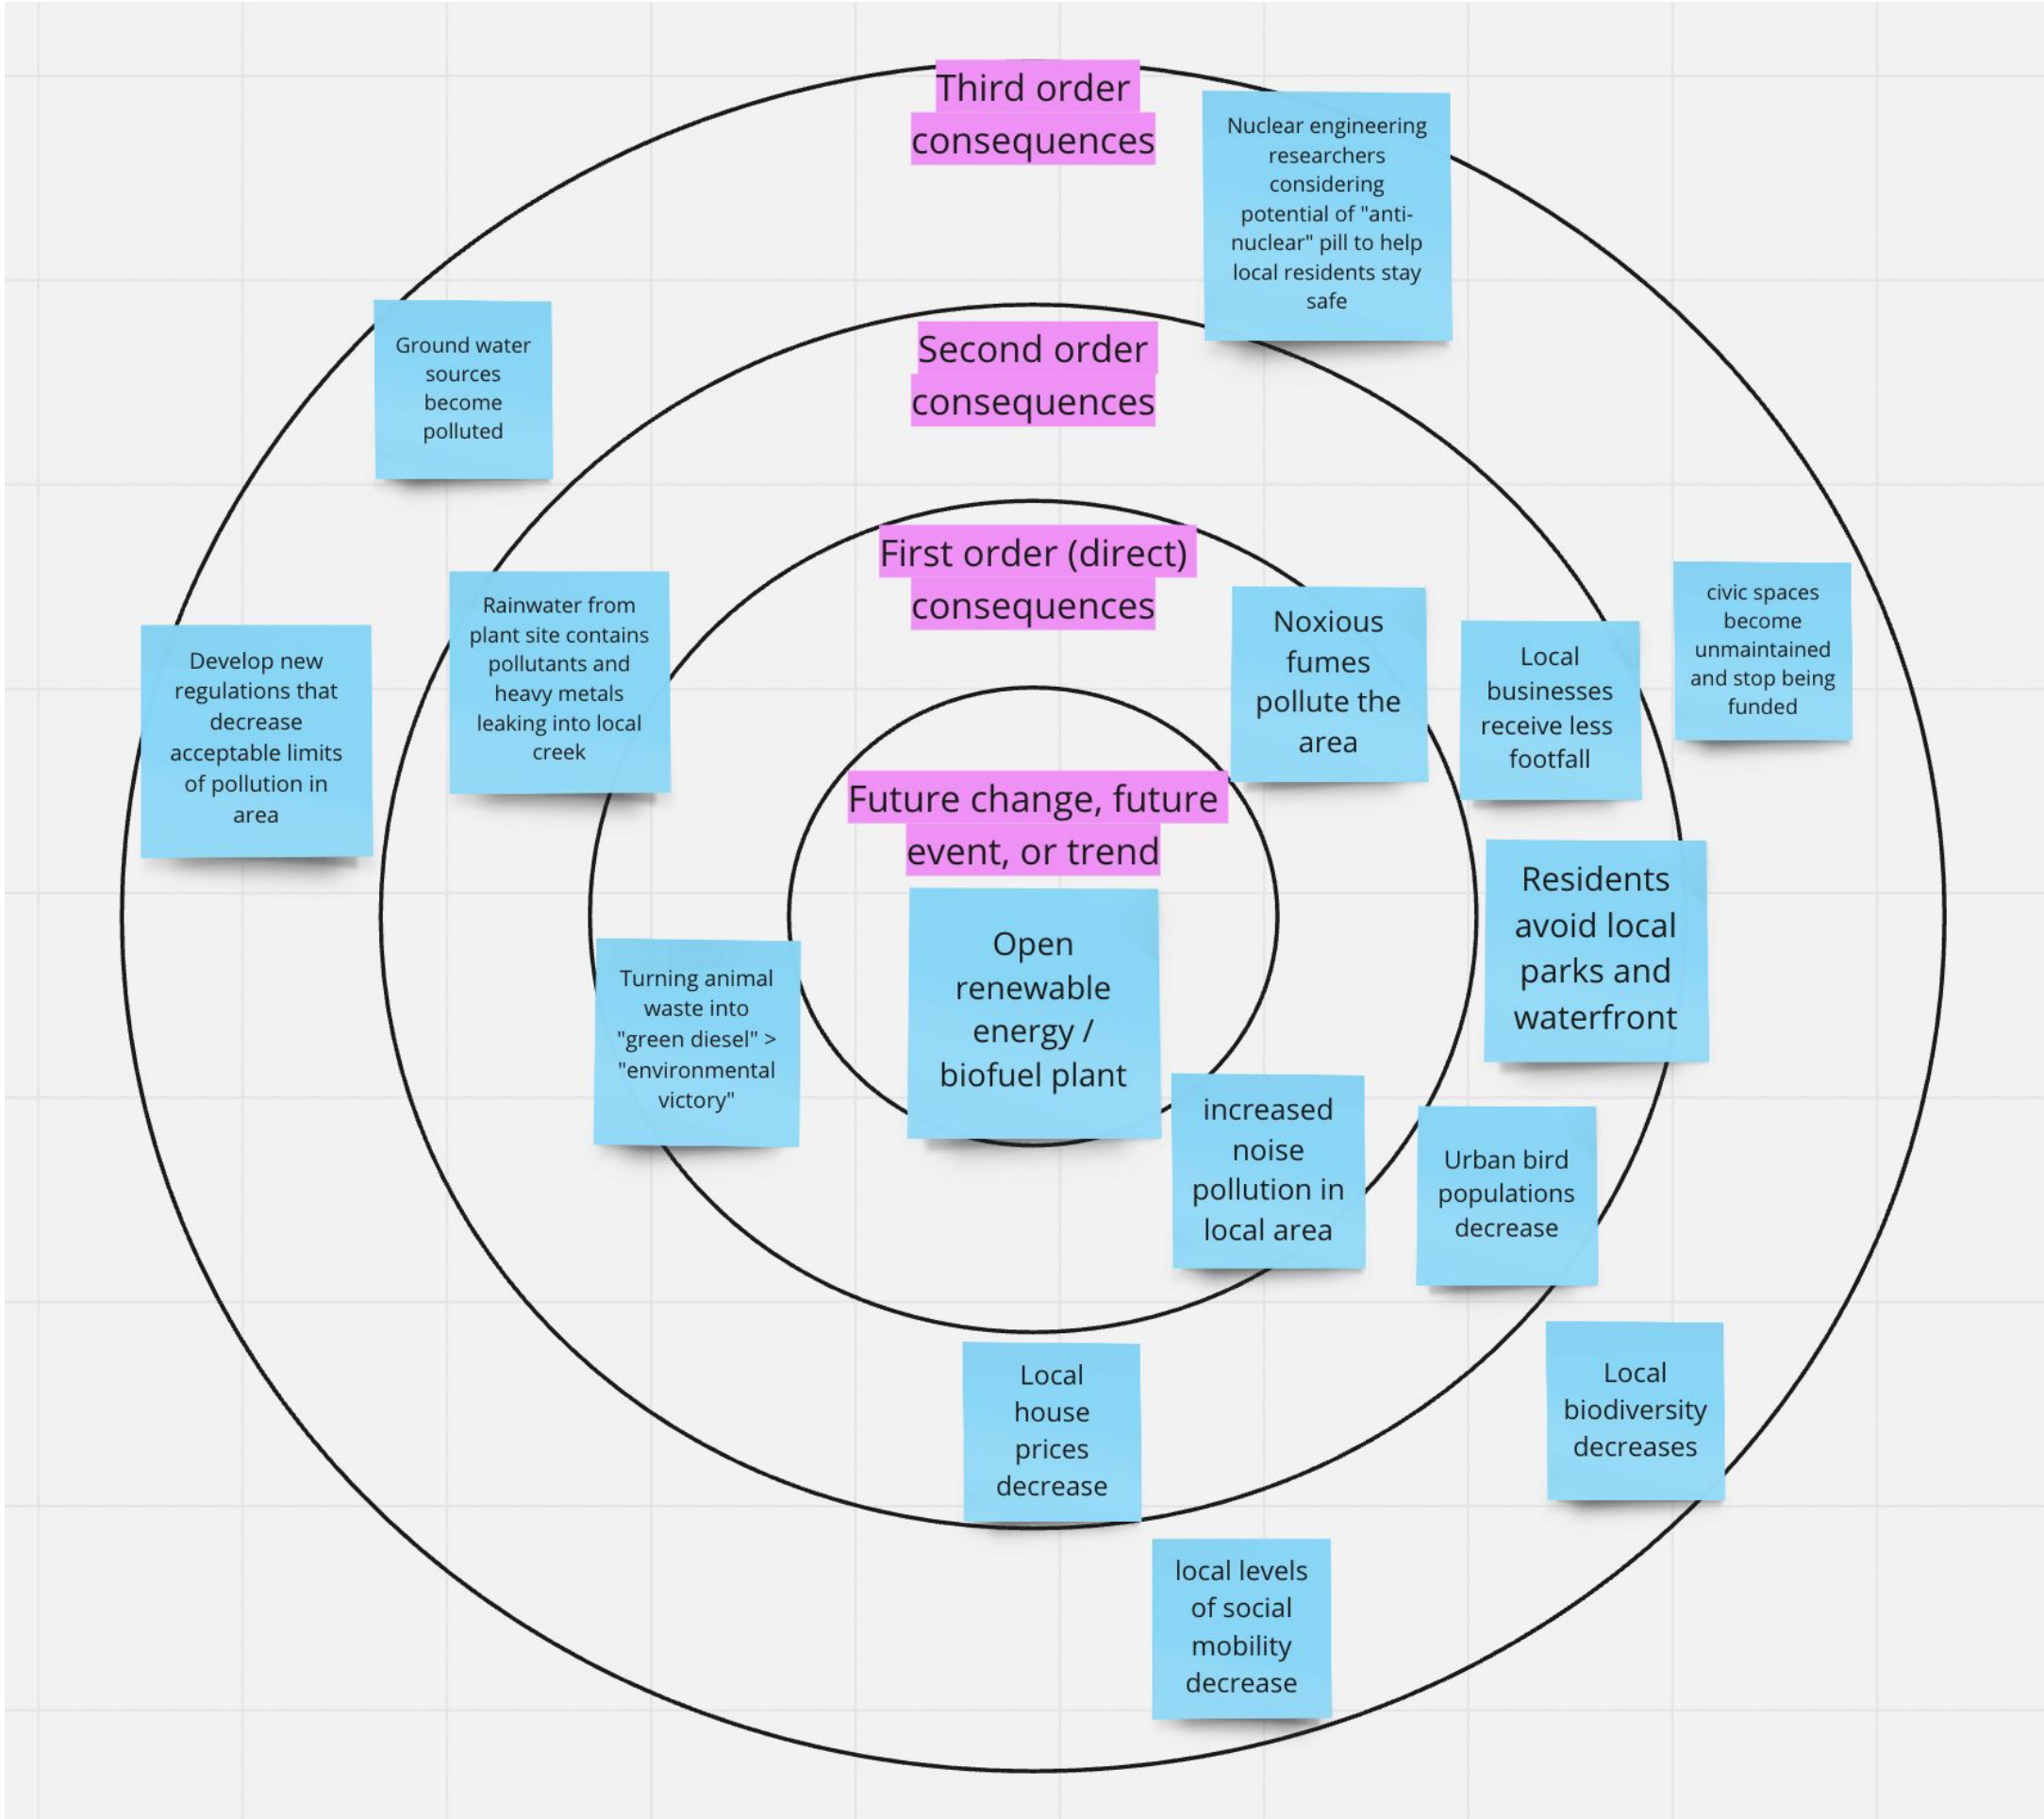 Third order
consequences
Nuclear engineering
researchers
considering
potential of "anti-
nuclear" pill to help
local residents stay
safe
Ground water
sources
become
polluted
Second order
consequences
First order (direct)
consequences
Rainwater from
plant site contains
pollutants and
heavy metals
leaking into local
creek
Noxious
fumes
pollute the
area
Local
businesses
receive less
footfall
civic spaces
become
unmaintained
and stop being
funded
Develop new
regulations that
decrease
acceptable limits
of pollution in
area
Future change, future
event, or trend
Open
renewable
energy /
biofuel plant
Residents
avoid local
parks and
waterfront
Turning animal
waste into
"green diesel" >
"environmental
victory"
increased
noise
pollution in
local area
Urban bird
populations
decrease
Local
house
prices
decrease
Local
biodiversity
decreases
local levels
of social
mobility
decrease